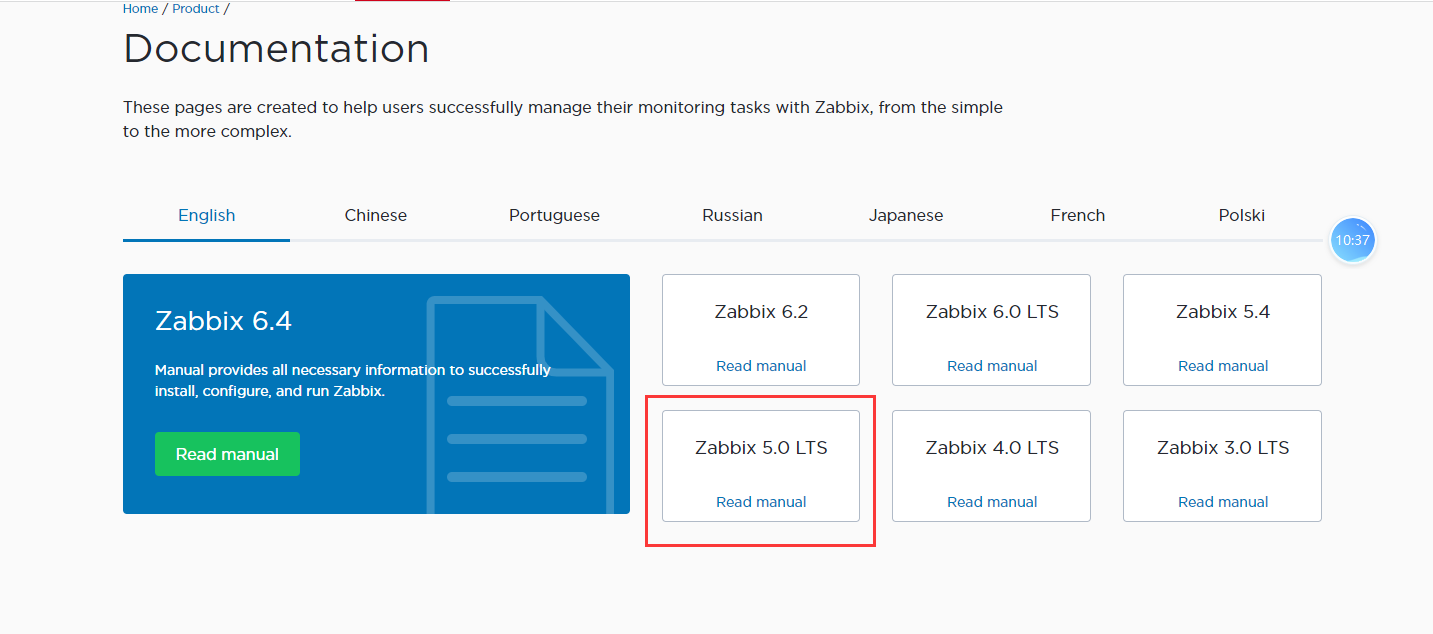 Home / Product /
Documentation
These pages are created to help users successfully manage their monitoring tasks with Zabbix, from the simple
to the more complex.
English Chinese Portuguese Russian Japanese French Polski
10:37
Zabbix 6.4
Manual provides all necessary information to successfully
install, configure, and run Zabbix.
Read manual
Zabbix 6.2
Read manual
Zabbix 6.0 LTS
Read manual
Zabbix 5.4
Read manual
Zabbix 5.0 LTS
Read manual
Zabbix 4.0 LTS
Read manual
Zabbix 3.0 LTS
Read manual